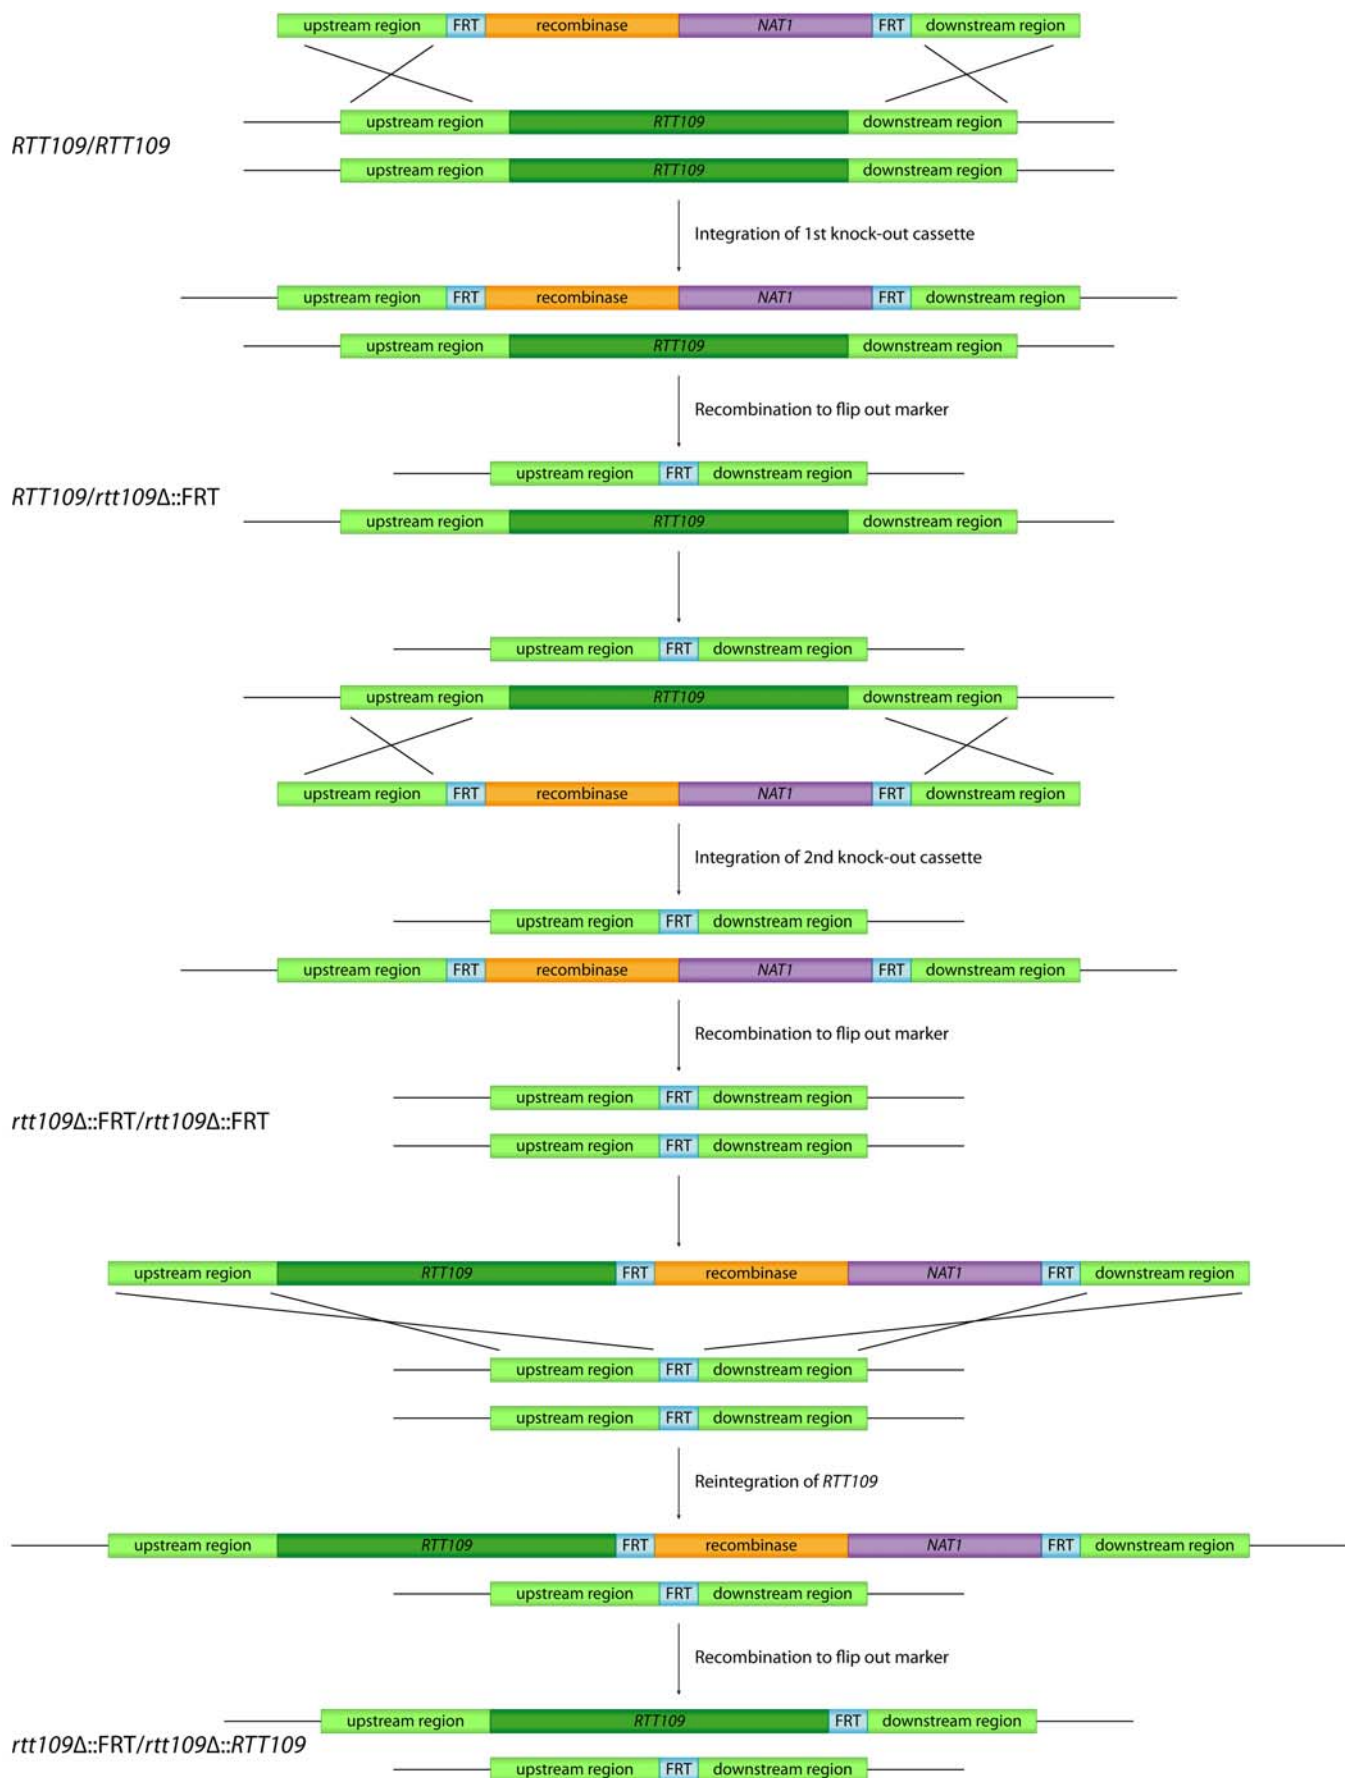 upstream region FRT recombinase NAT1 FRT downstream region
upstream region RTT109 downstream region
RTT109/RTT109
upstream region RTT109 downstream region
Integration of 1st knock-out cassette
upstream region FRT recombinase NAT1 FRT downstream region
upstream region RTT109 downstream region
Recombination to flip out marker
upstream region FRT downstream region
RTT109/rtt109Δ::FRT
upstream region RTT109 downstream region
upstream region FRT downstream region
upstream region RTT109 downstream region
upstream region FRT recombinase NAT1 FRT downstream region
Integration of 2nd knock-out cassette
upstream region FRT downstream region
upstream region FRT recombinase NAT1 FRT downstream region
Recombination to flip out marker
upstream region FRT downstream region
rtt109Δ::FRT/rtt109Δ::FRT
upstream region FRT downstream region
upstream region RTT109 FRT recombinase NAT1 FRT downstream region
upstream region FRT downstream region
upstream region FRT downstream region
Reintegration of RTT109
upstream region RTT109 FRT recombinase NAT1 FRT downstream region
upstream region FRT downstream region
Recombination to flip out marker
upstream region RTT109 FRT downstream region
rtt109Δ::FRT/rtt109Δ::RTT109
upstream region FRT downstream region